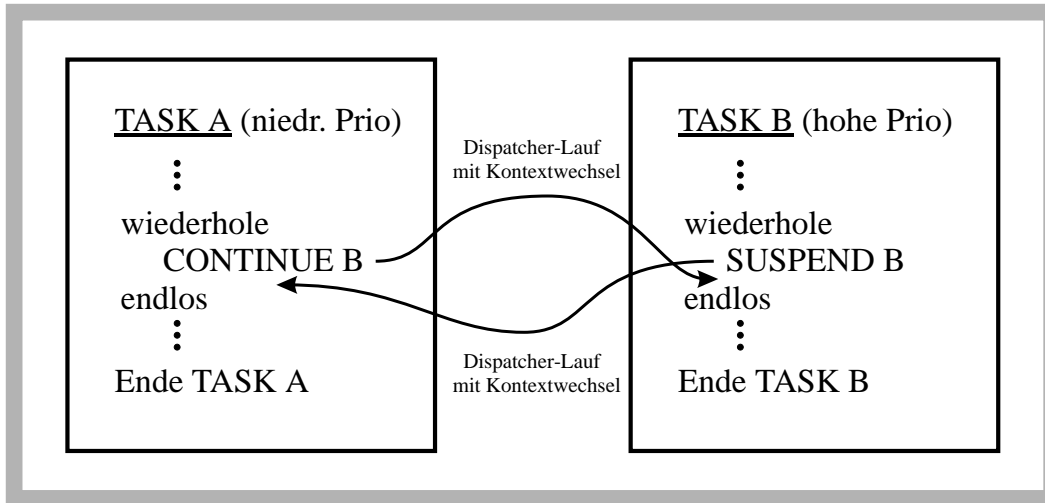 TASK A (niedr. Prio)
wiederhole
CONTINUE B
endlos
Ende TASK A
Dispatcher-Lauf
mit Kontextwechsel
Dispatcher-Lauf
mit Kontextwechsel
TASK B (hohe Prio)
wiederhole
SUSPEND B
endlos
Ende TASK B